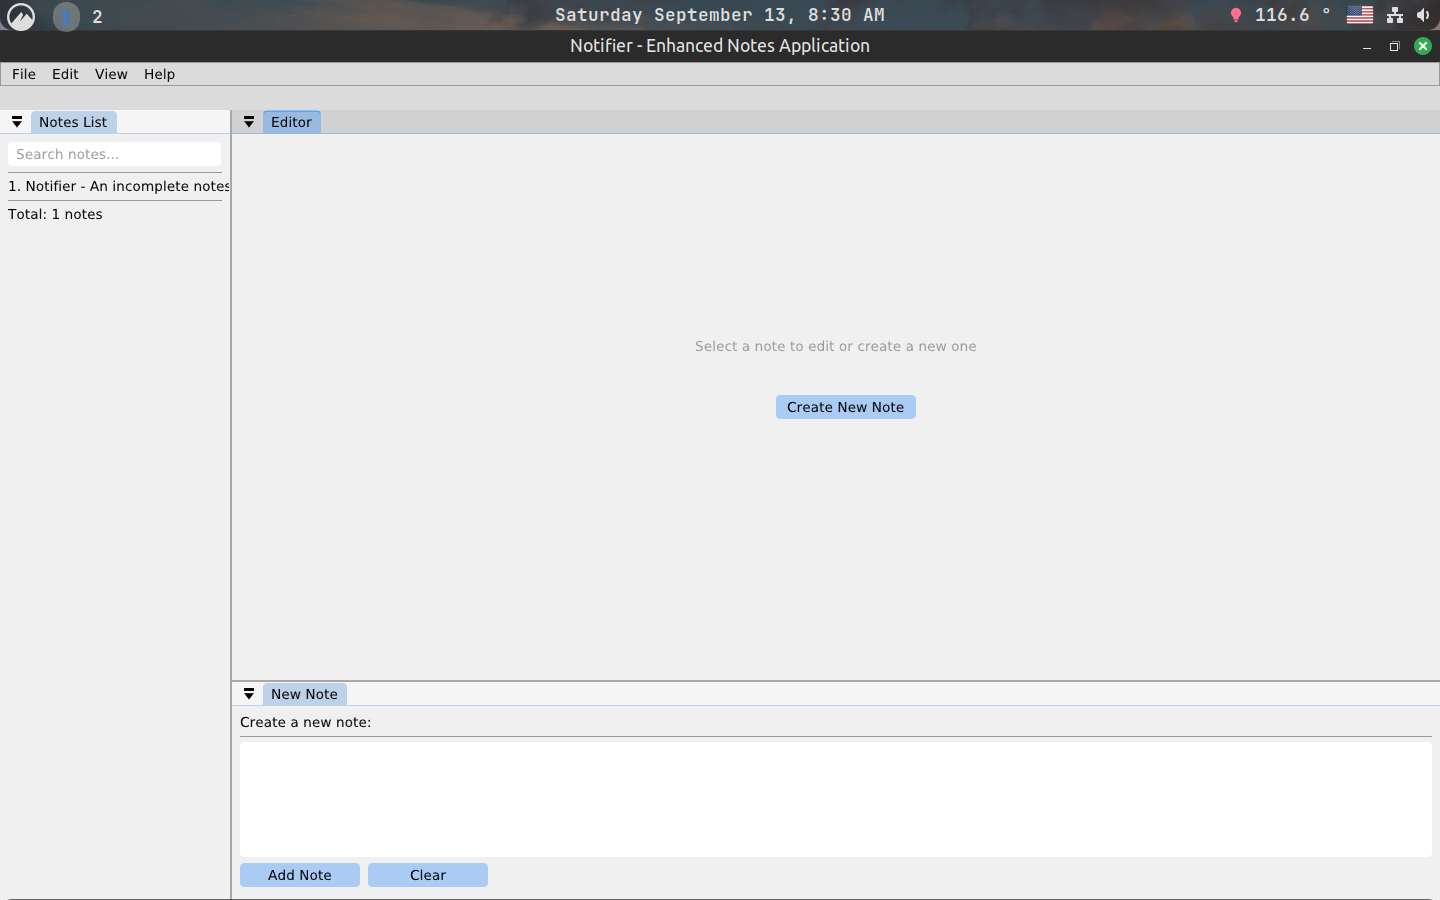 1 2 Saturday September 13, 8:30 AM 116.6 °
Notifier - Enhanced Notes Application
File Edit View Help
Notes List
Search notes...
1. Notifier - An incomplete notes
Total: 1 notes
Editor
Select a note to edit or create a new one
Create New Note
New Note
Create a new note:
Add Note Clear